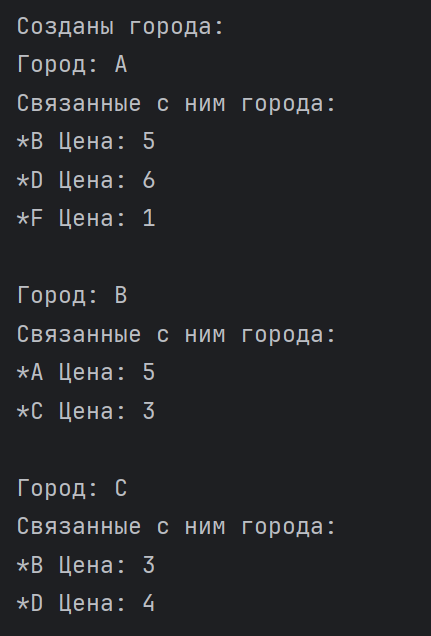 Созданы города:
Город: A
Связанные с ним города:
*B Цена: 5
*D Цена: 6
*F Цена: 1
Город: B
Связанные с ним города:
*A Цена: 5
*C Цена: 3
Город: C
Связанные с ним города:
*B Цена: 3
*D Цена: 4